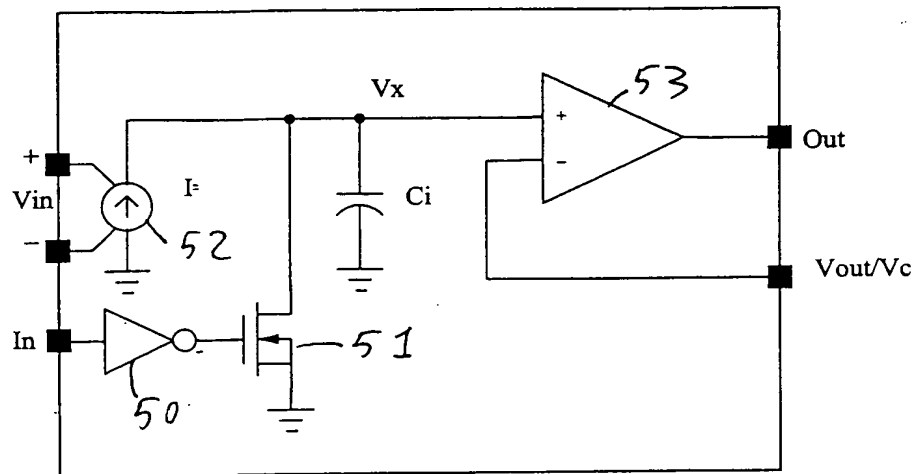 Vx
53
+
Out
+
Vin
I=
Ci
-
-
52
Vout/Vc
In
51
50